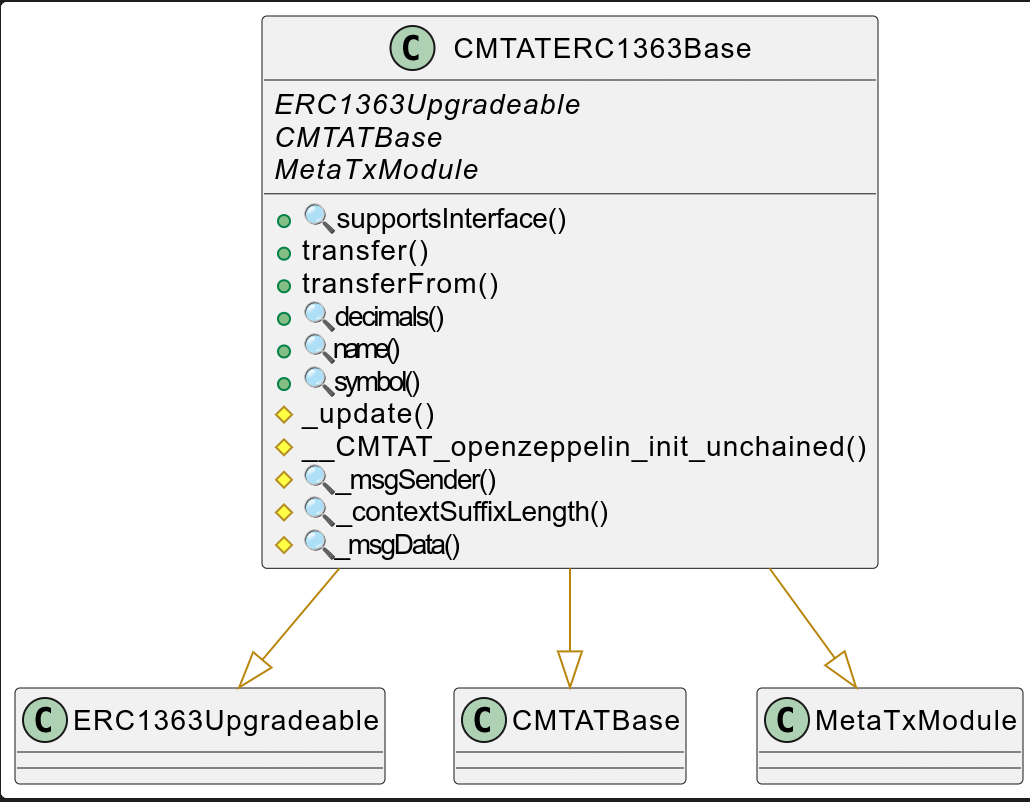 C CMTATERC1363Base
ERC1363Upgradeable
CMTATBase
MetaTxModule
🔍supportsInterface()
transfer()
transferFrom()
🔍decimals()
🔍name()
🔍symbol()
_update()
__CMTAT_openzeppelin_init_unchained()
🔍_msgSender()
🔍_contextSuffixLength()
🔍_msgData()
C ERC1363Upgradeable
C CMTATBase
C MetaTxModule